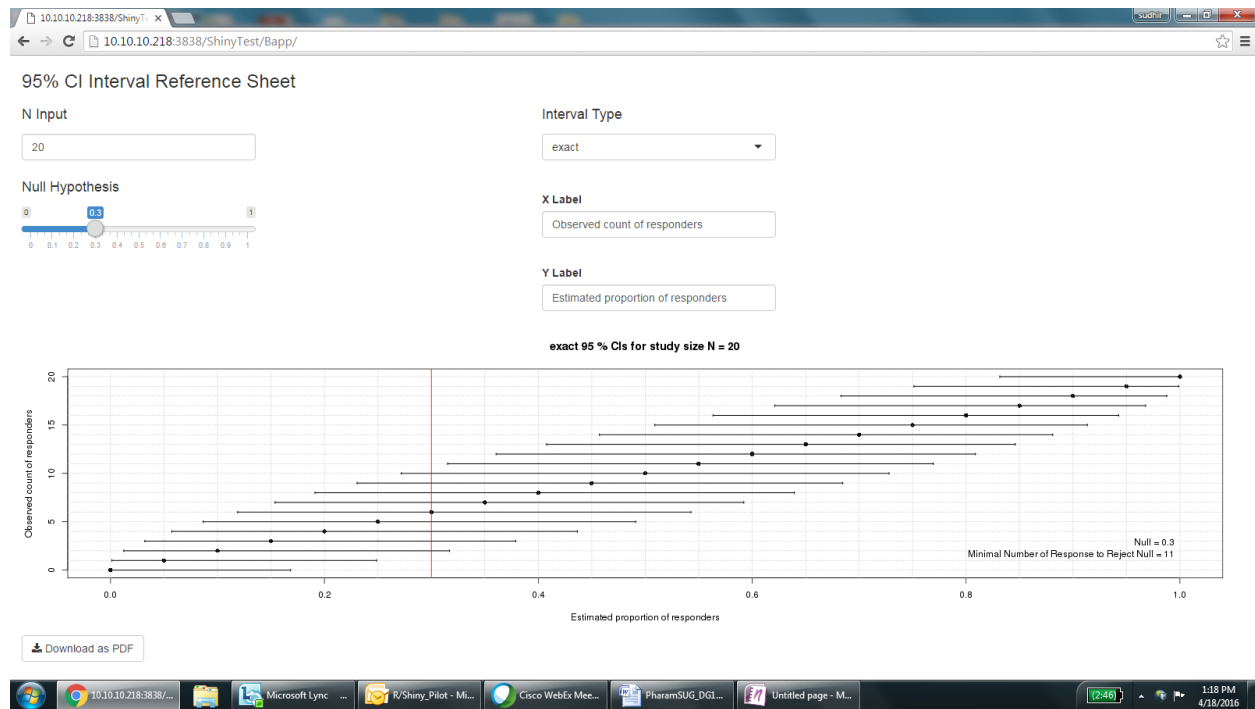 10.10.10.218:3838/ShinyT
sudhir
10.10.10.218:3838/ShinyTest/Bapp/
95% CI Interval Reference Sheet
N Input
20
Null Hypothesis
0 0.3 1
0 0.1 0.2 0.3 0.4 0.5 0.6 0.7 0.8 0.9 1
Interval Type
exact
X Label
Observed count of responders
Y Label
Estimated proportion of responders
exact 95 % CIs for study size N = 20
Observed count of responders
20
15
10
5
0
Null = 0.3
Minimal Number of Response to Reject Null = 11
0.0 0.2 0.4 0.6 0.8 1.0
Estimated proportion of responders
Download as PDF
10.10.10.218:3838/...
Microsoft Lync ...
R/Shiny_Pilot - Mi...
Cisco WebEx Mee...
PharamSUG_DG1...
Untitled page - M...
(2:46)
1:18 PM
4/18/2016